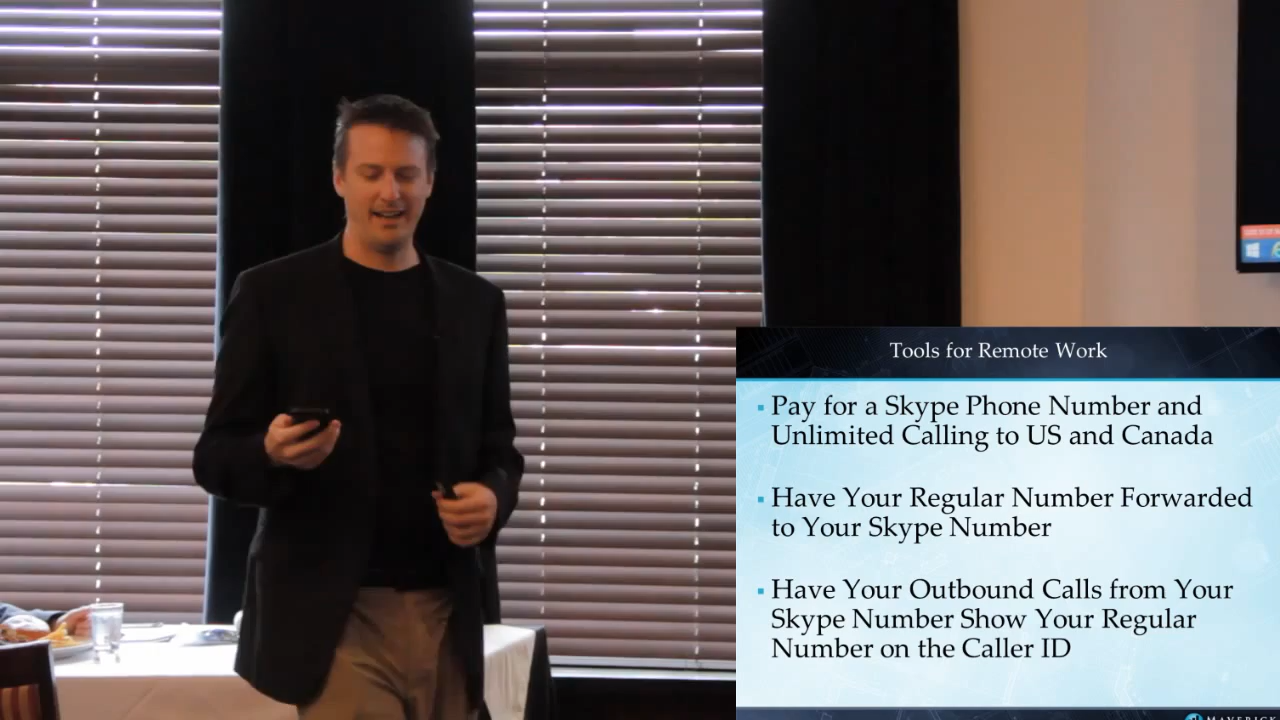 Tools for Remote Work
Pay for a Skype Phone Number and
Unlimited Calling to US and Canada
Have Your Regular Number Forwarded
to Your Skype Number
Have Your Outbound Calls from Your
Skype Number Show Your Regular
Number on the Caller ID
MAVERICK